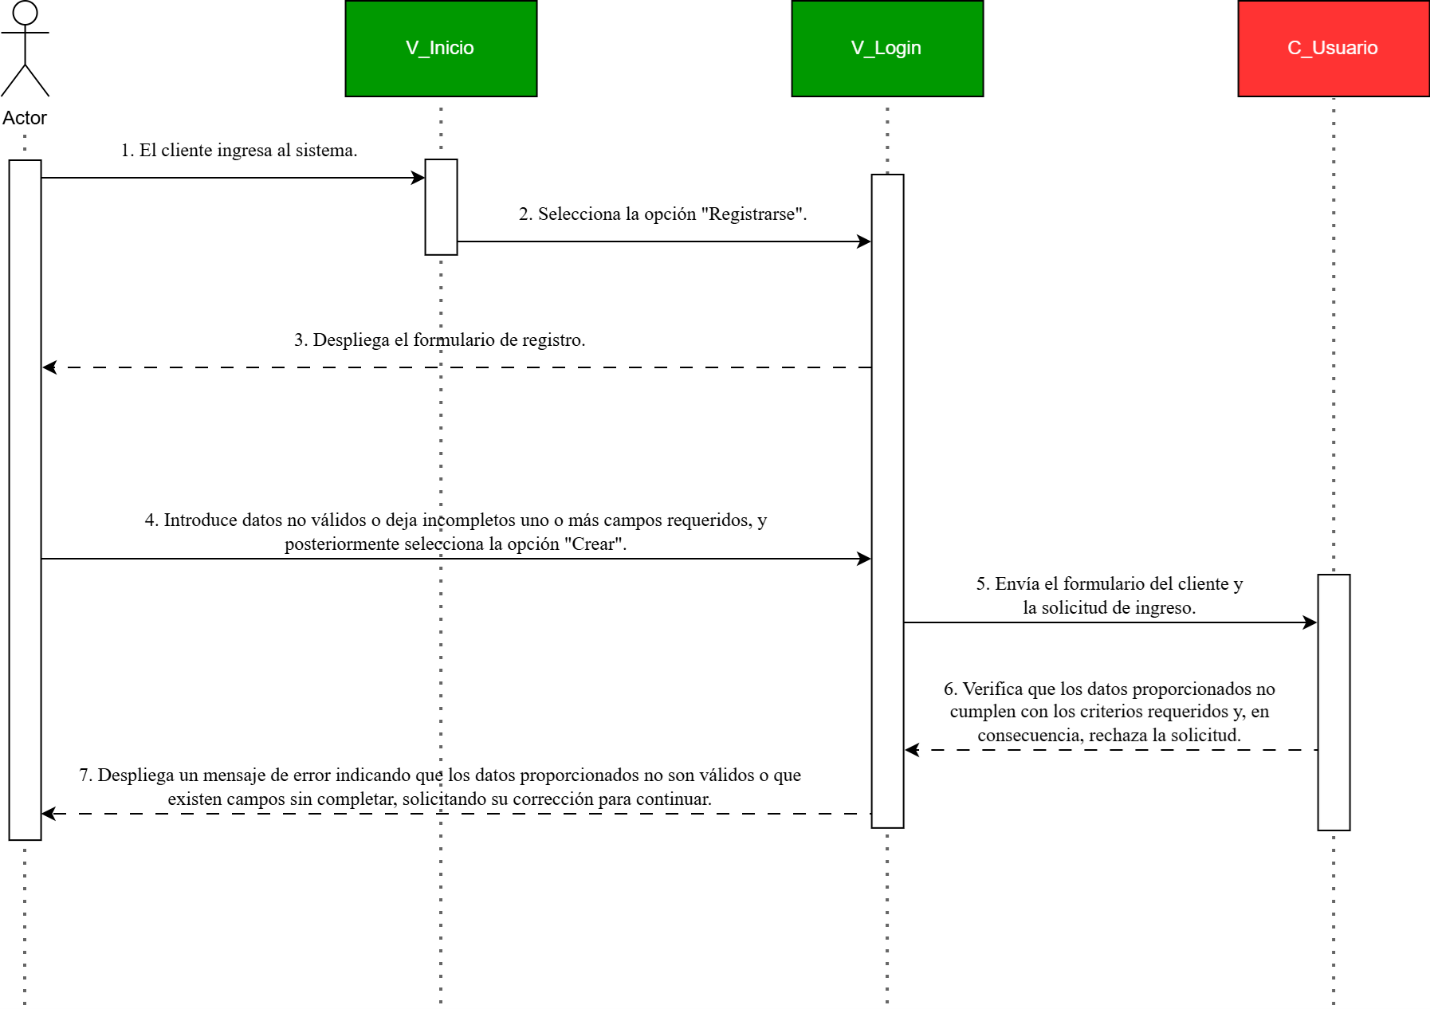 V_Inicio
V_Login
C_Usuario
Actor
1. El cliente ingresa al sistema.
2. Selecciona la opción "Registrarse".
3. Despliega el formulario de registro.
4. Introduce datos no válidos o deja incompletos uno o más campos requeridos, y
posteriormente selecciona la opción "Crear".
5. Envía el formulario del cliente y
la solicitud de ingreso.
6. Verifica que los datos proporcionados no
cumplen con los criterios requeridos y, en
consecuencia, rechaza la solicitud.
7. Despliega un mensaje de error indicando que los datos proporcionados no son válidos o que
existen campos sin completar, solicitando su corrección para continuar.